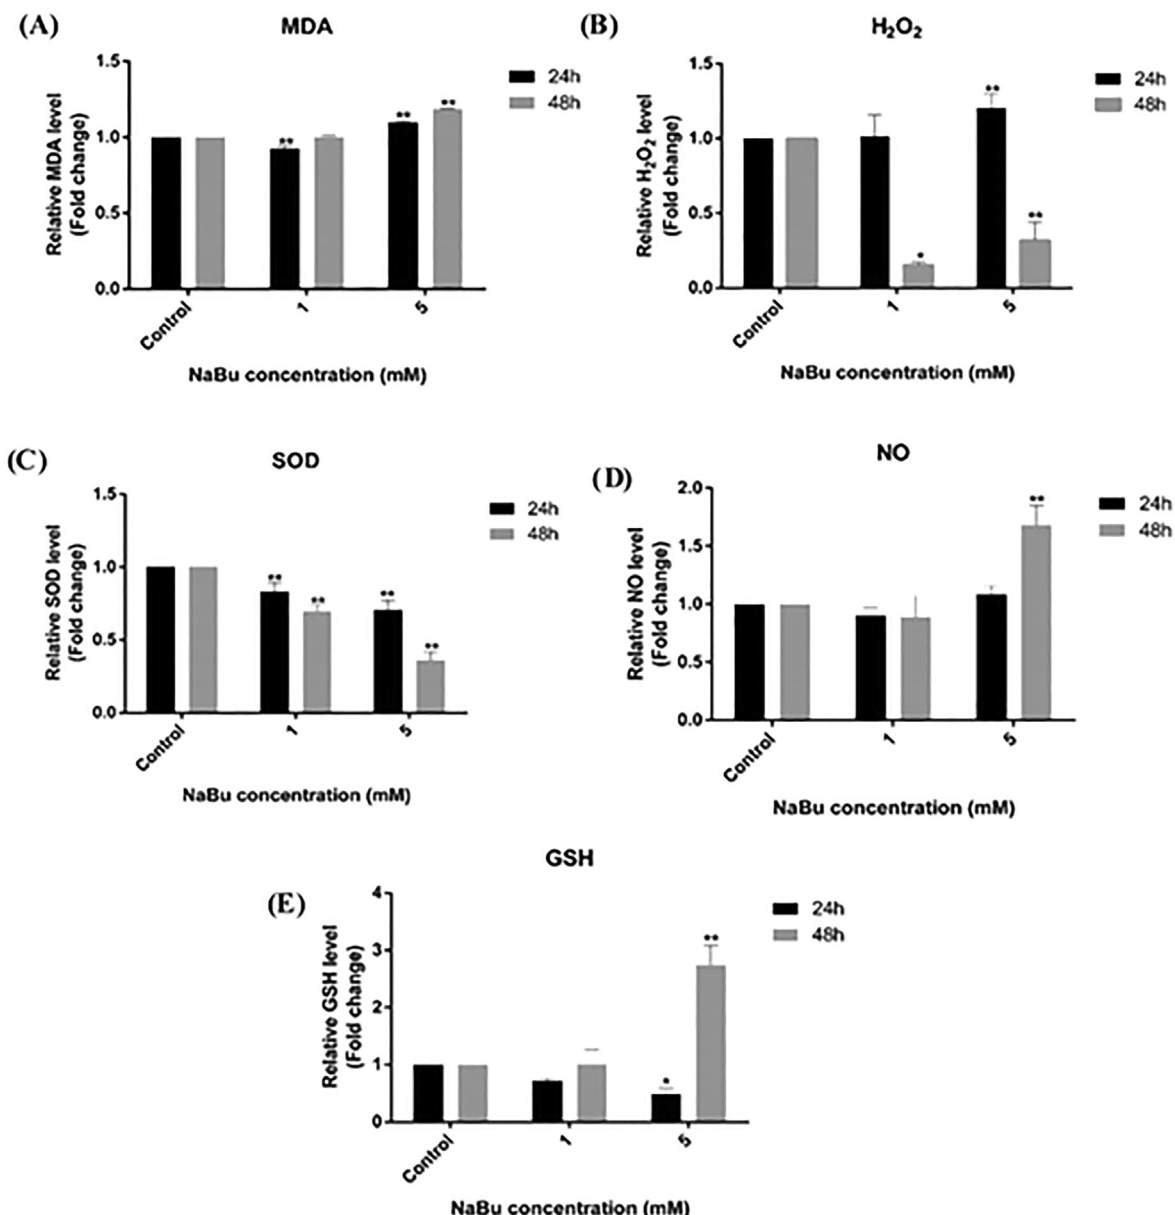 (A)
MDA
Relative MDA level
(Fold change)
1.5
1.0
0.5
0.0
**
**
**
24h
48h
Control
1
5
NaBu concentration (mM)
(B)
H₂O₂
Relative H₂O₂ level
(Fold change)
1.5
1.0
0.5
0.0
*
**
**
24h
48h
Control
1
5
NaBu concentration (mM)
(C)
SOD
Relative SOD level
(Fold change)
1.5
1.0
0.5
0.0
**
**
**
**
24h
48h
Control
1
5
NaBu concentration (mM)
(D)
NO
Relative NO level
(Fold change)
2.0
1.5
1.0
0.5
0.0
**
24h
48h
Control
1
5
NaBu concentration (mM)
(E)
GSH
Relative GSH level
(Fold change)
4
3
2
1
0
*
**
24h
48h
Control
1
5
NaBu concentration (mM)